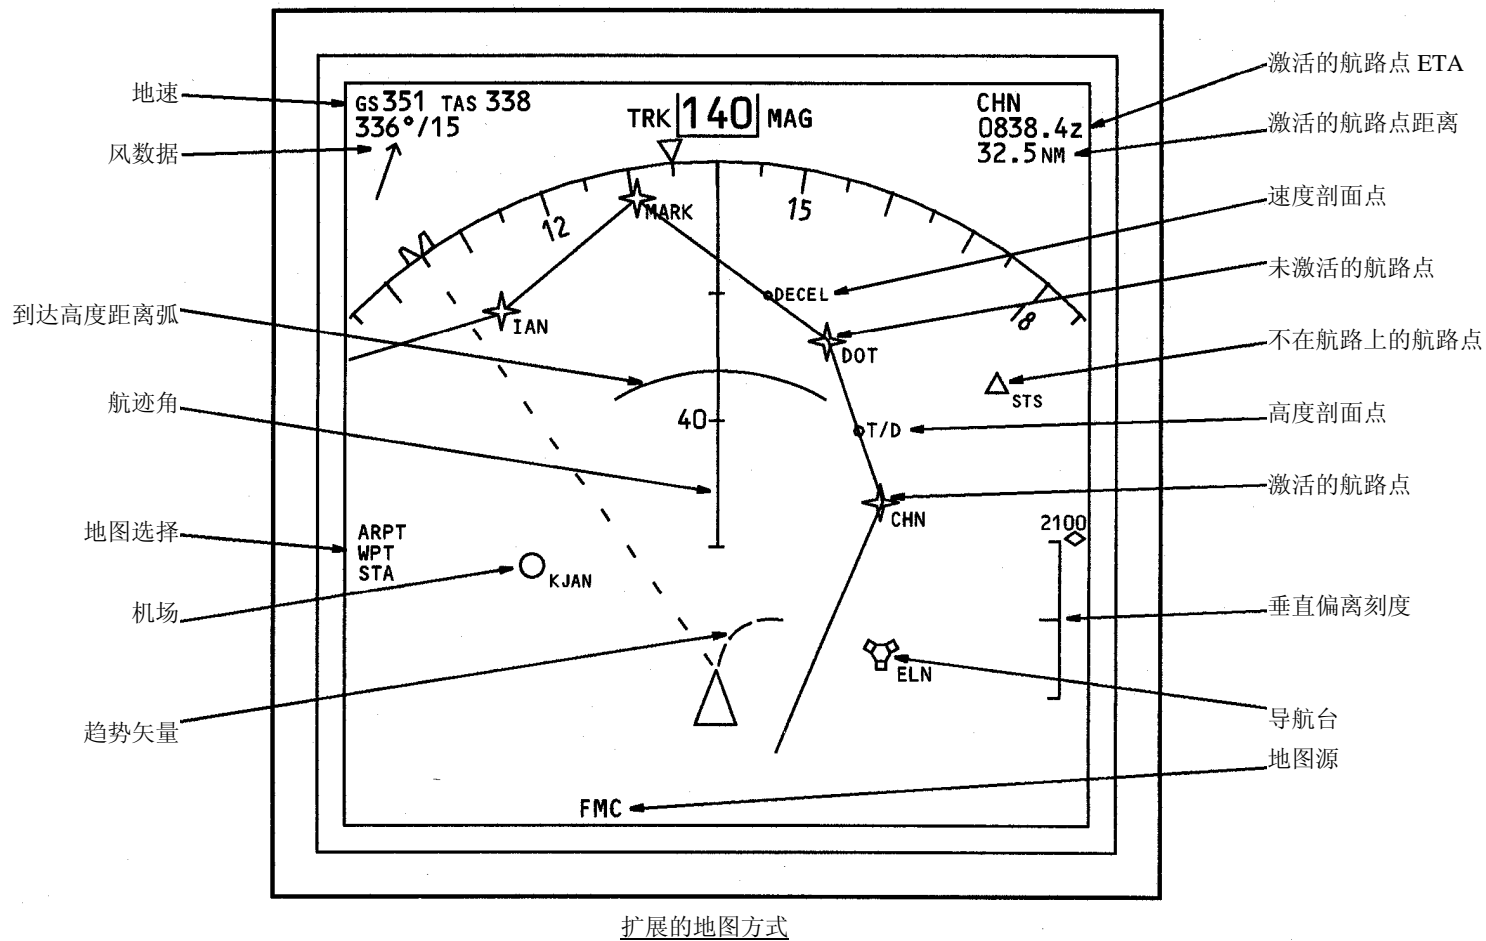 激活的航路点 ETA
地速
GS351 TAS 338
TRK 140 MAG
CHN
336°/15
0838.4z
激活的航路点距离
风数据
32.5NM
速度剖面点
MARK
12
15
未激活的航路点
DECEL
到达高度距离弧
IAN
18
不在航路上的航路点
DOT
航迹角
STS
高度剖面点
40
T/D
激活的航路点
CHN
2100
地图选择
ARPT
WPT
STA
KJAN
机场
垂直偏离刻度
ELN
趋势矢量
导航台
地图源
FMC
扩展的地图方式